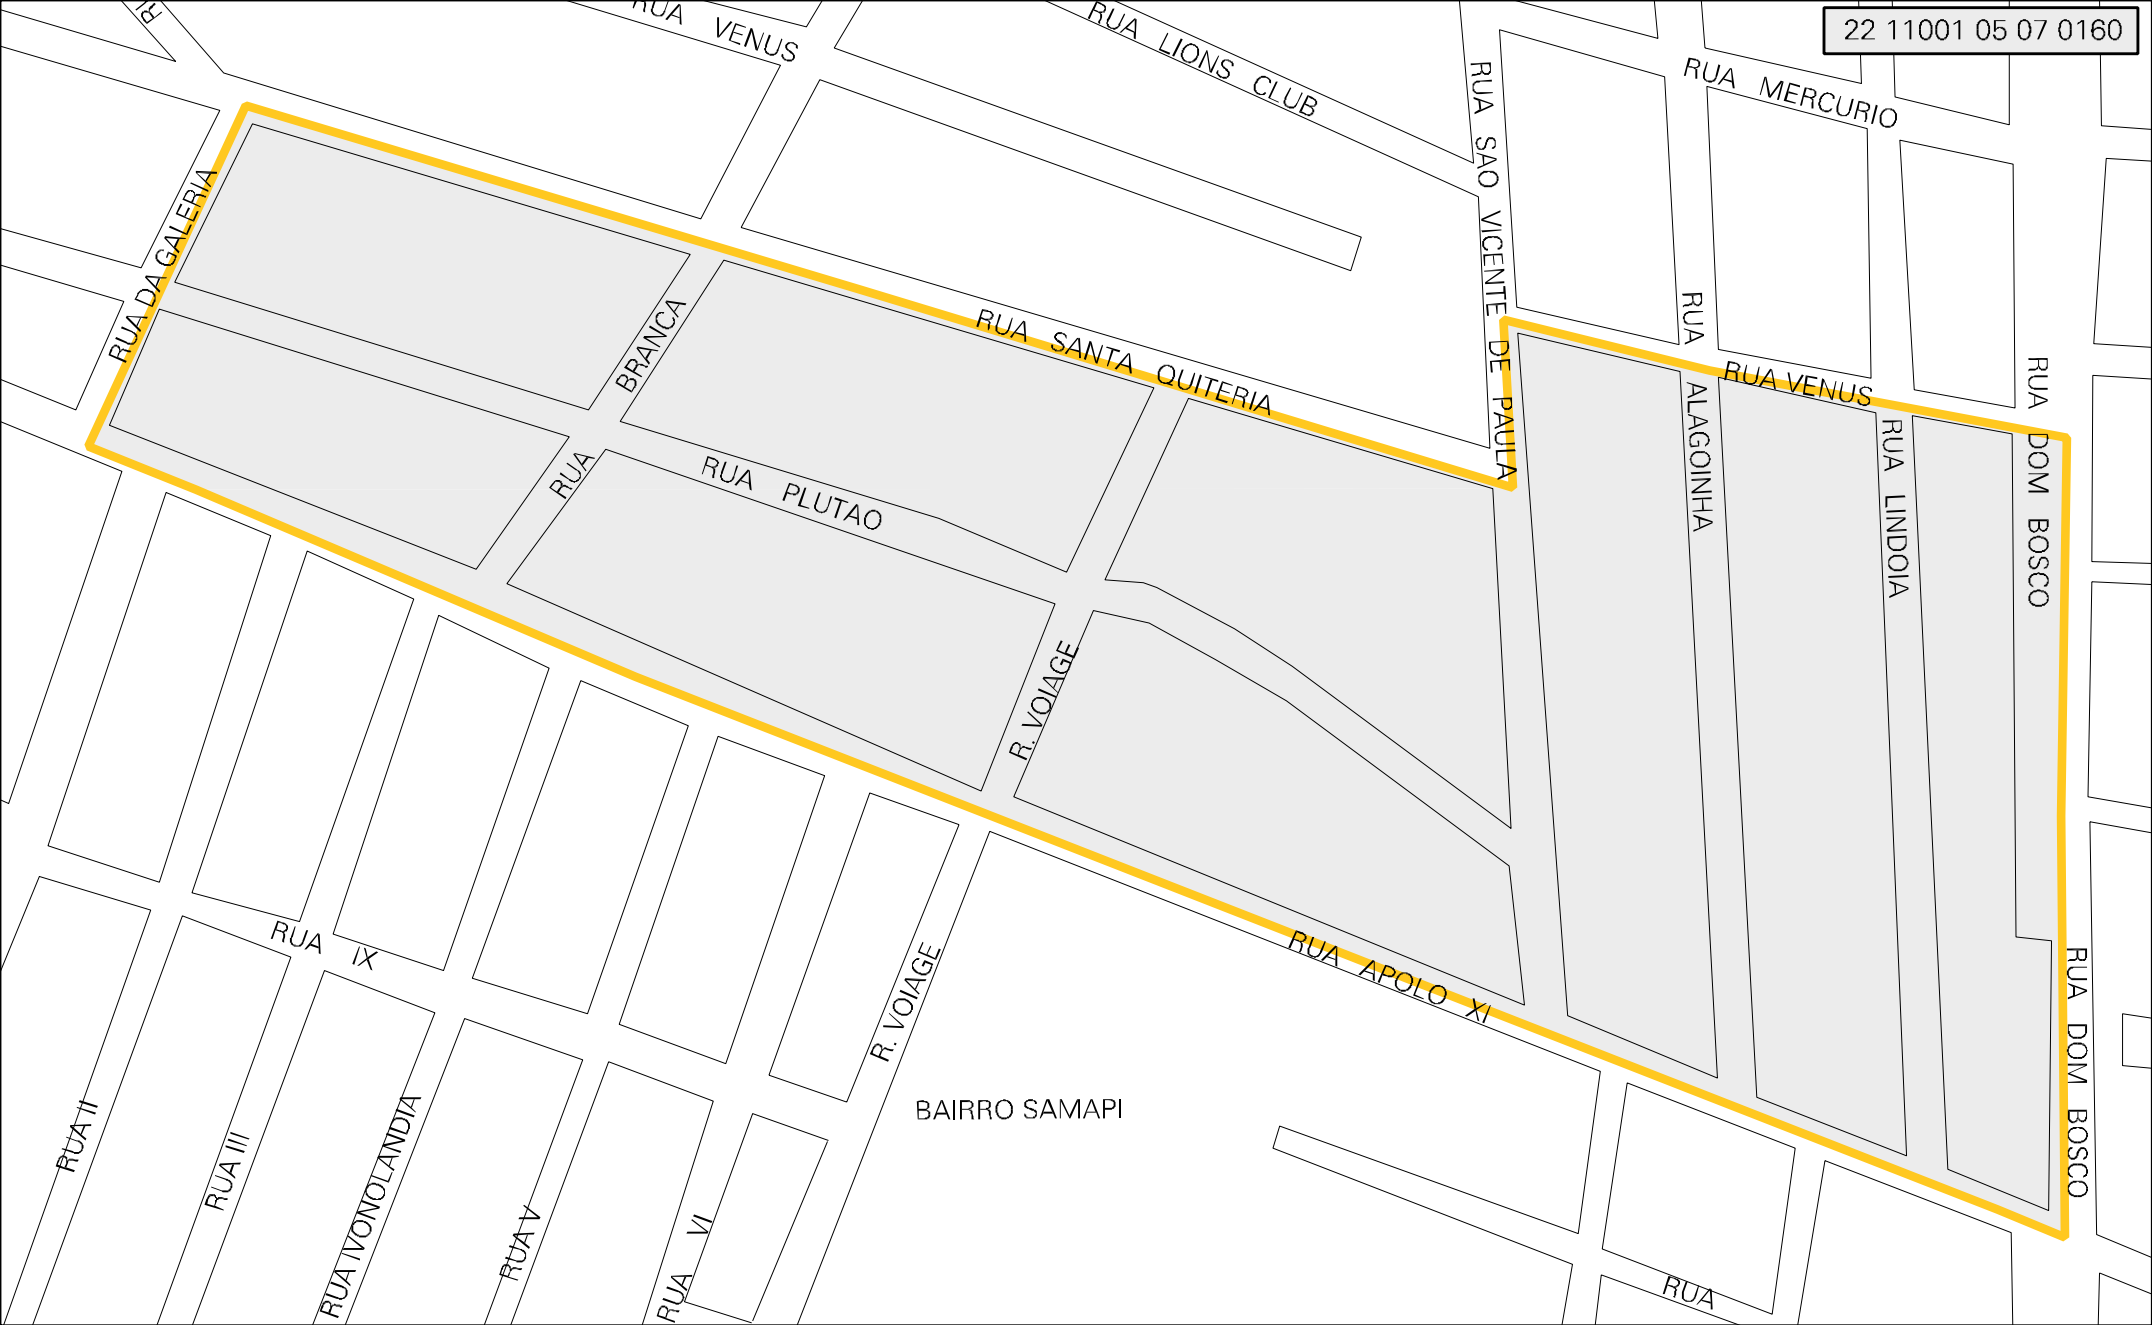 22 11001 05 07 0160
RUA VENUS
RUA LIONS CLUB
RUA SAO VICENTE DE PAULA
RUA MERCURIO
RUA DA GALERIA
RUA BRANCA
RUA SANTA QUITERIA
RUA ALAGOINHA
RUA VENUS
RUA LINDOIA
RUA DOM BOSCO
RUA PLUTAO
R. VOIAGE
RUA IX
R. VOIAGE
RUA APOLO XI
RUA DOM BOSCO
BAIRRO SAMAPI
RUA II
RUA III
RUA IVONOLANDIA
RUA V
RUA VI
RUA